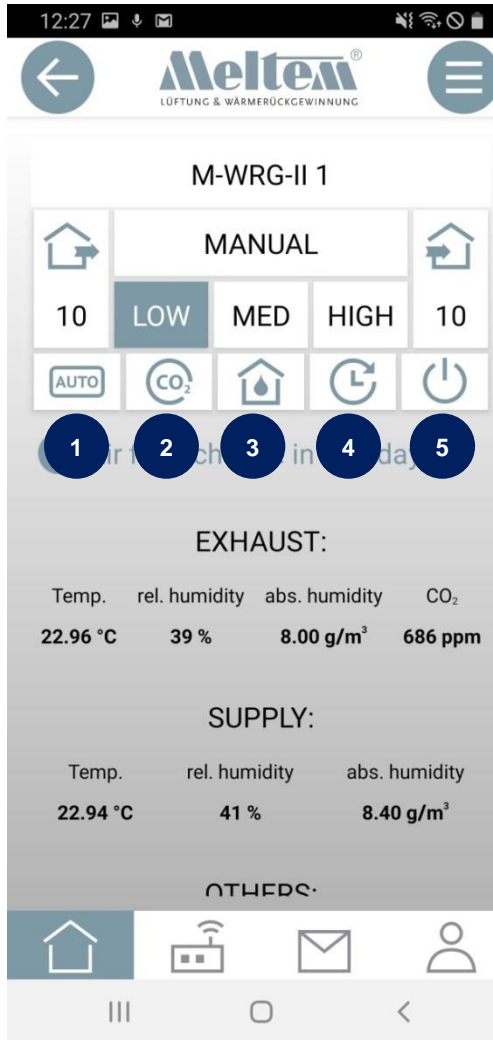 12:27
Meltem®
LÜFTUNG & WÄRMERÜCKGEWINNUNG
M-WRG-II 1
MANUAL
10 LOW MED HIGH 10
AUTO CO₂
1 2 3 4 5
in
EXHAUST:
Temp. rel. humidity abs. humidity CO₂
22.96 °C 39 % 8.00 g/m³ 686 ppm
SUPPLY:
Temp. rel. humidity abs. humidity
22.94 °C 41 % 8.40 g/m³
OTHERS: